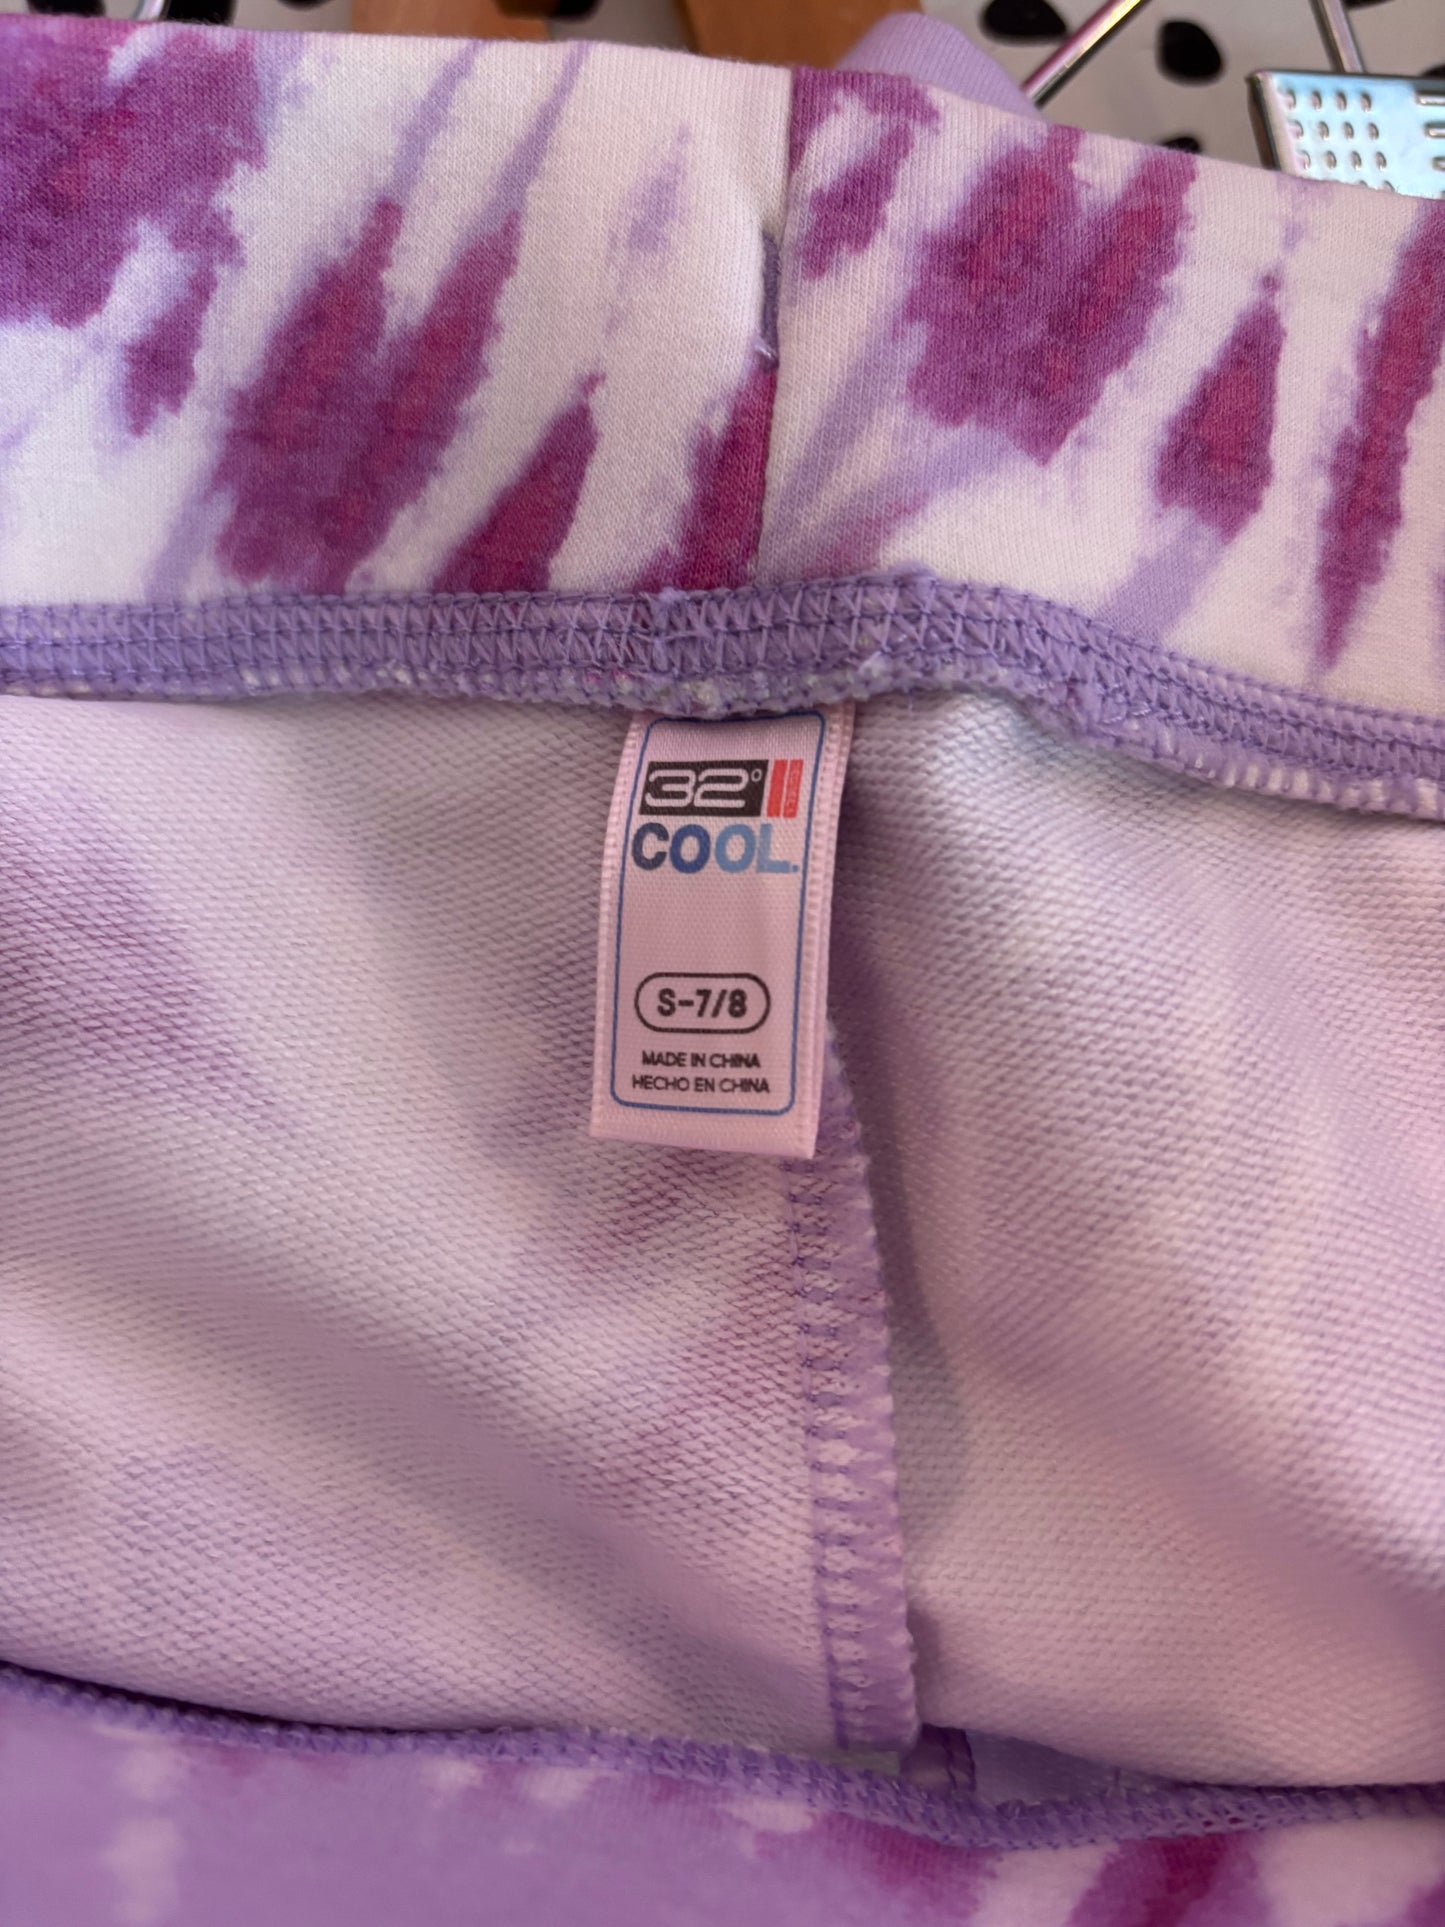 32°
COOL.
S-7/8
MADE IN CHINA
HECHO EN CHINA